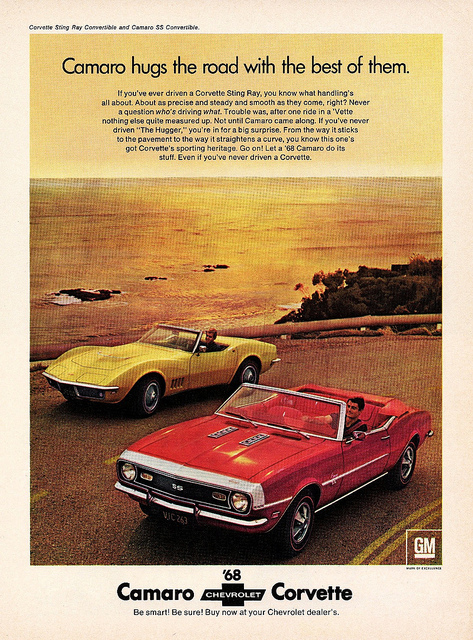 Corvette Sting Ray Convertible and Camaro SS Convertible.
Camaro hugs the road with the best of them.
If you've ever driven a Corvette Sting Ray, you know what handling's
all about. About as precise and steady and smooth as they come, right? Never
a question who's driving what. Trouble was, after one ride in a 'Vette
nothing else quite measured up. Not until Camaro came along. If you've never
driven "The Hugger," you're in for a big surprise. From the way it sticks
to the pavement to the way it straightens a curve, you know this one's
got Corvette's sporting heritage. Go on! Let a '68 Camaro do its
stuff. Even if you've never driven a Corvette.
SS
GM
MARK OF EXCELLENCE
'68
Camaro CHEVROLET Corvette
Be smart! Be sure! Buy now at your Chevrolet dealer's.